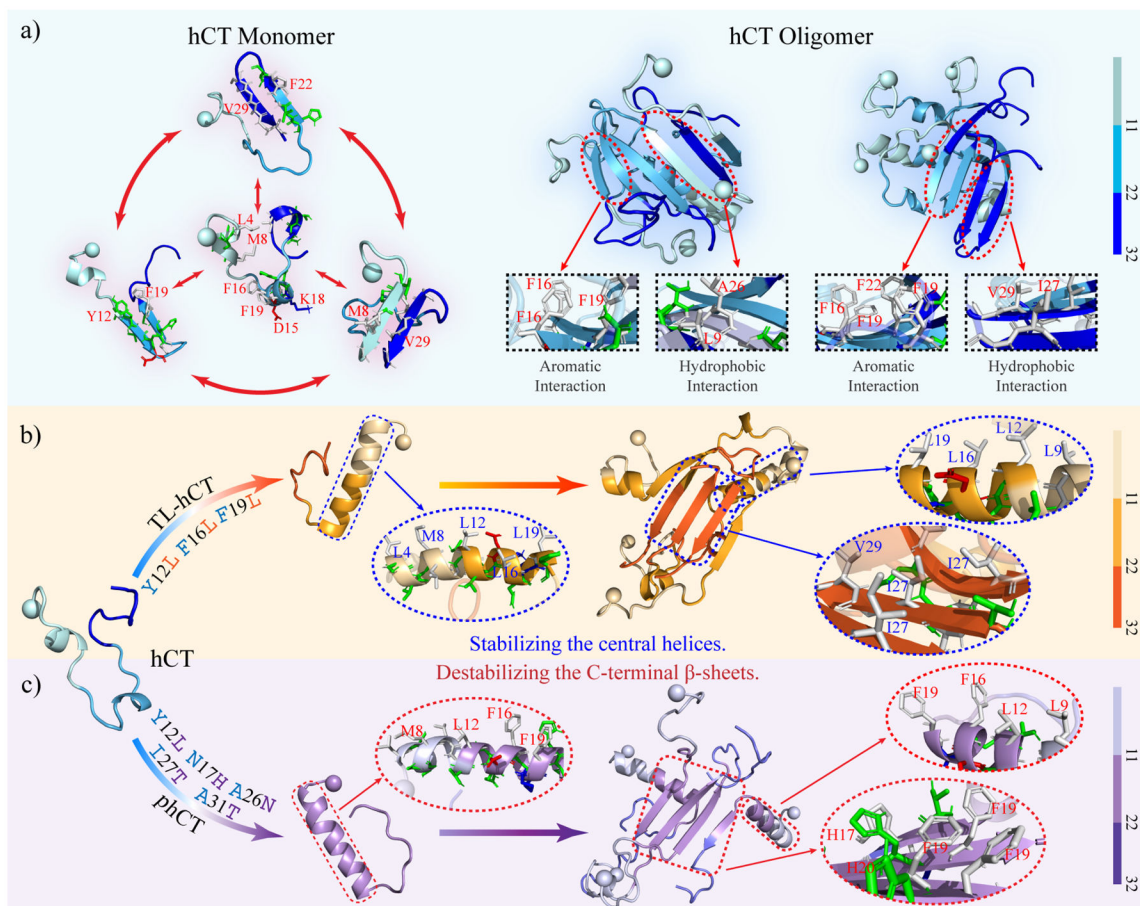 a)
hCT Monomer
hCT Oligomer
F22
V29
L4
M8
F16
F19
K18
D15
F19
Y12
M8
V29
11
22
32
F16
F19
F16
A26
L9
F22
F19
F16
F19
V29
I27
Aromatic
Interaction
Hydrophobic
Interaction
Aromatic
Interaction
Hydrophobic
Interaction
b)
TL-hCT
Y12L F16L F19L
L4
M8
L12
L16
L19
L19
L16
L12
L9
V29
I27
I27
I27
11
22
32
Stabilizing the central helices.
hCT
Destabilizing the C-terminal β-sheets.
c)
Y12L N17H A26N
I27T A31T
phCT
M8
L12
F16
F19
F19
F16
L12
L9
H17
H20
F19
F19
F19
11
22
32